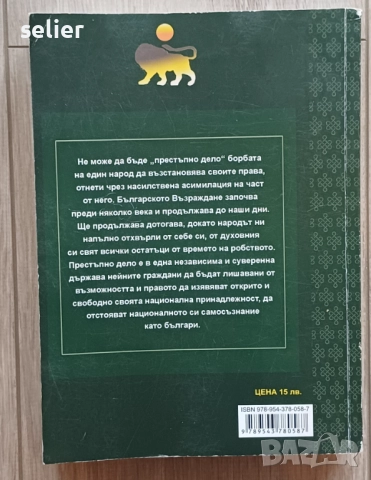 selier
Не може да бъде „престъпно дело“ борбата
на един народ да възстановява своите права,
отнети чрез насилствена асимилация на част
от него. Българското Възраждане започва
преди няколко века и продължава до наши дни.
Ще продължава дотогава, докато народът ни
напълно отхвърли от себе си, от духовния
си свят всички остатъци от времето на робството.
Престъпно дело е в една независима и суверенна
държава нейните граждани да бъдат лишавани от
възможността и правото да изявяват открито и
свободно своята национална принадлежност, да
отстояват националното си самосъзнание
като българи.
ЦЕНА 15 лв.
ISBN 978-954-378-058-7
9 789543 780587
bazar